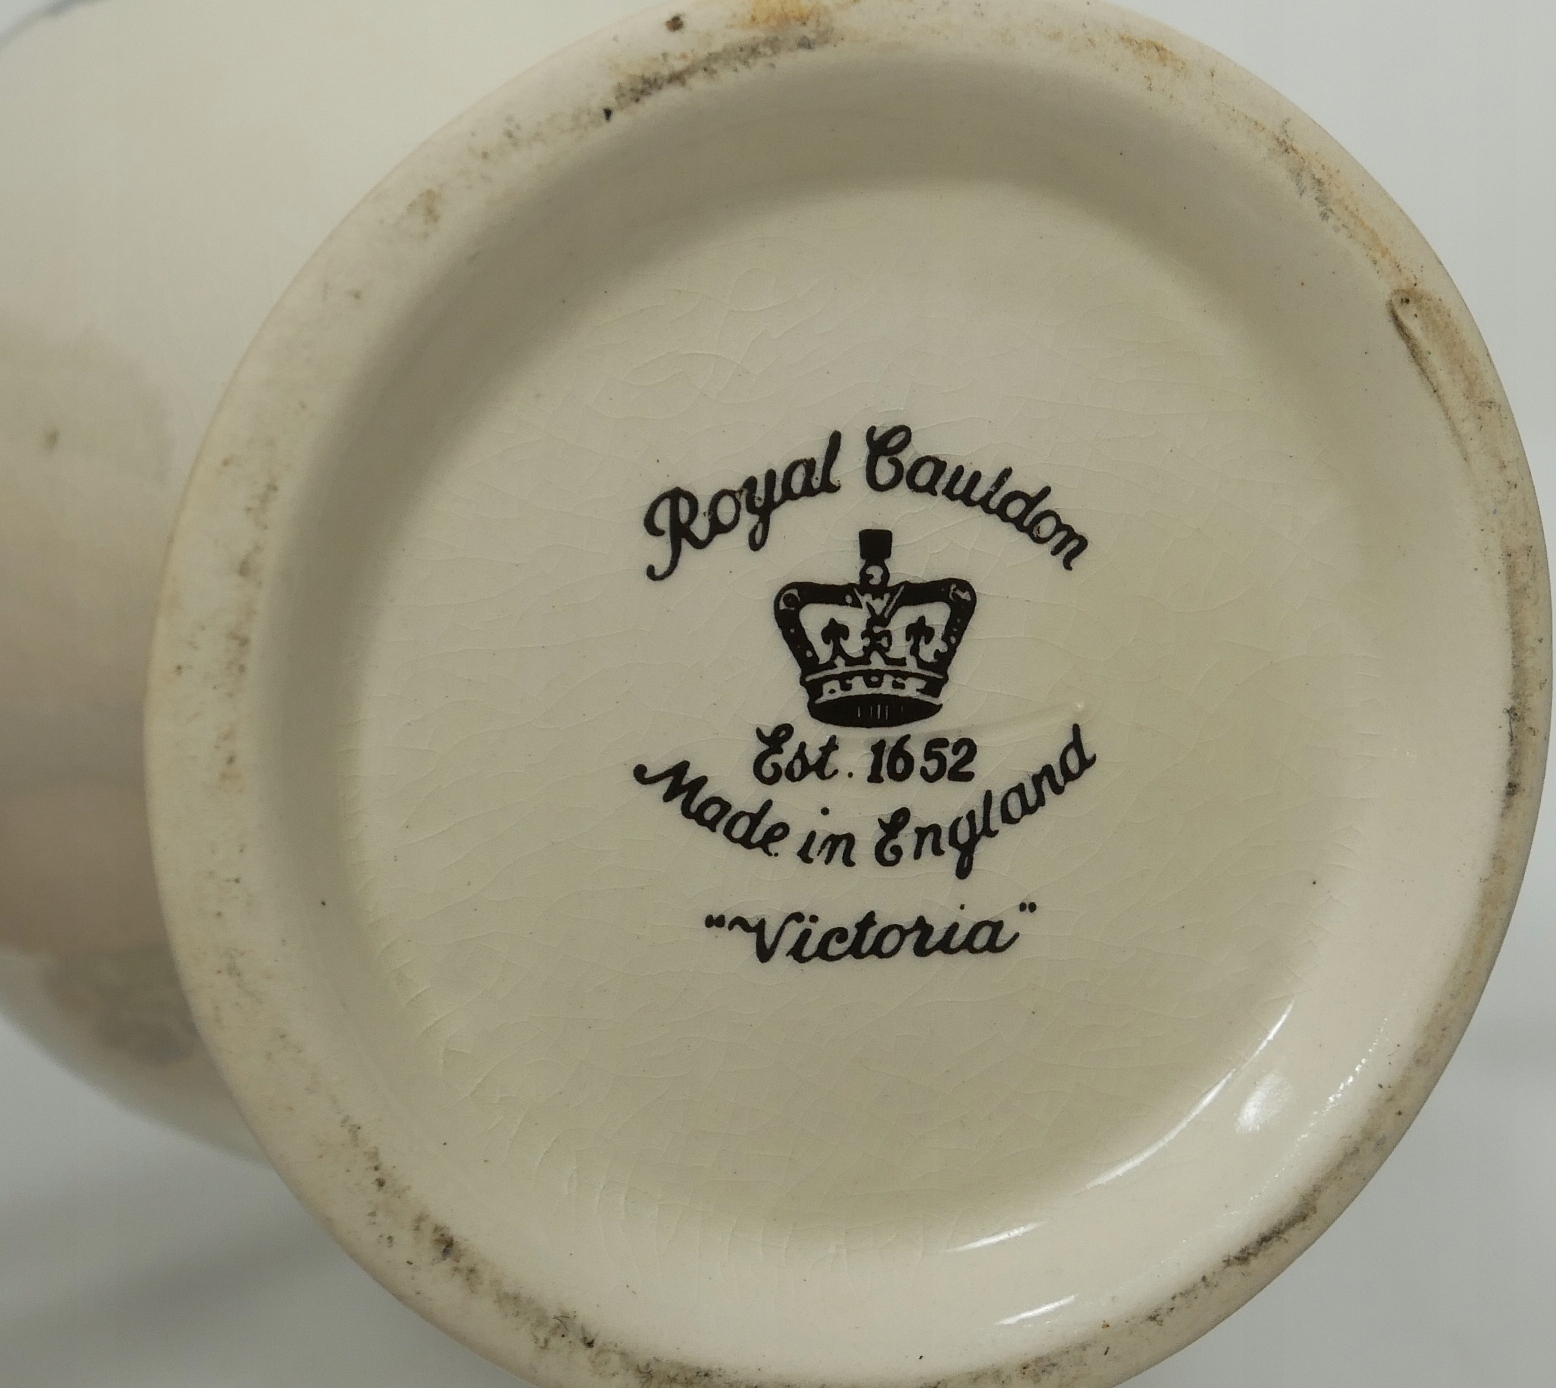 Royal Cauldon
Est. 1652
Made in England
"Victoria"